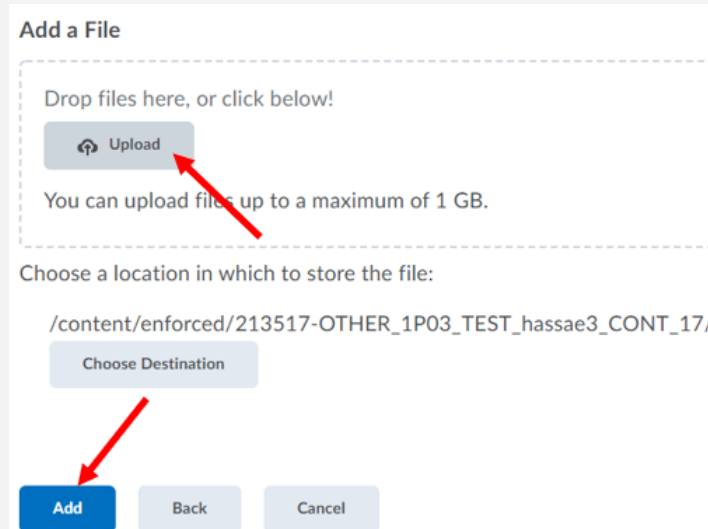 Add a File
Drop files here, or click below!
Upload
You can upload files up to a maximum of 1 GB.
Choose a location in which to store the file:
/content/enforced/213517-OTHER_1P03_TEST_hassae3_CONT_17/
Choose Destination
Add Back Cancel